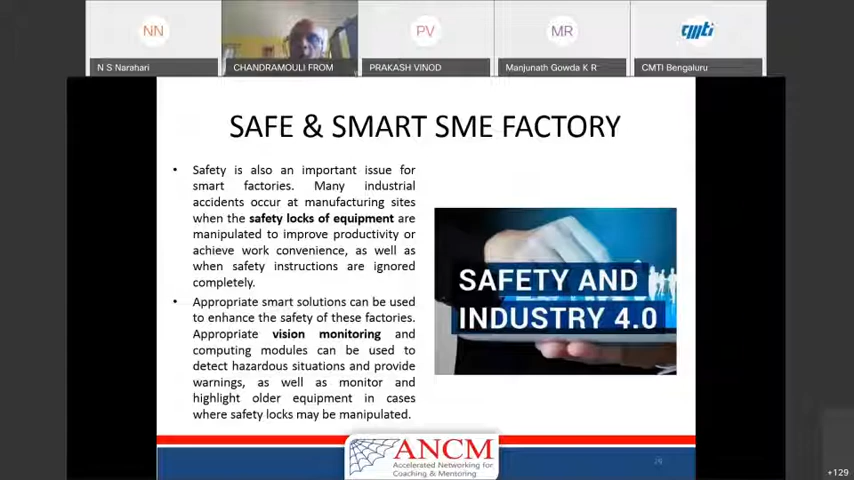 NN
PV
MR
cmti
N S Narahari
CHANDRAMOULI FROM
PRAKASH VINOD
Manjunath Gowda K R
CMTI Bengaluru
SAFE & SMART SME FACTORY
• Safety is also an important issue for
smart factories. Many industrial
accidents occur at manufacturing sites
when the safety locks of equipment are
manipulated to improve productivity or
achieve work convenience, as well as
when safety instructions are ignored
completely.
• Appropriate smart solutions can be used
to enhance the safety of these factories.
Appropriate vision monitoring and
computing modules can be used to
detect hazardous situations and provide
warnings, as well as monitor and
highlight older equipment in cases
where safety locks may be manipulated.
SAFETY AND
INDUSTRY 4.0
ANCM
Accelerated Networking for
Coaching & Mentoring
+129